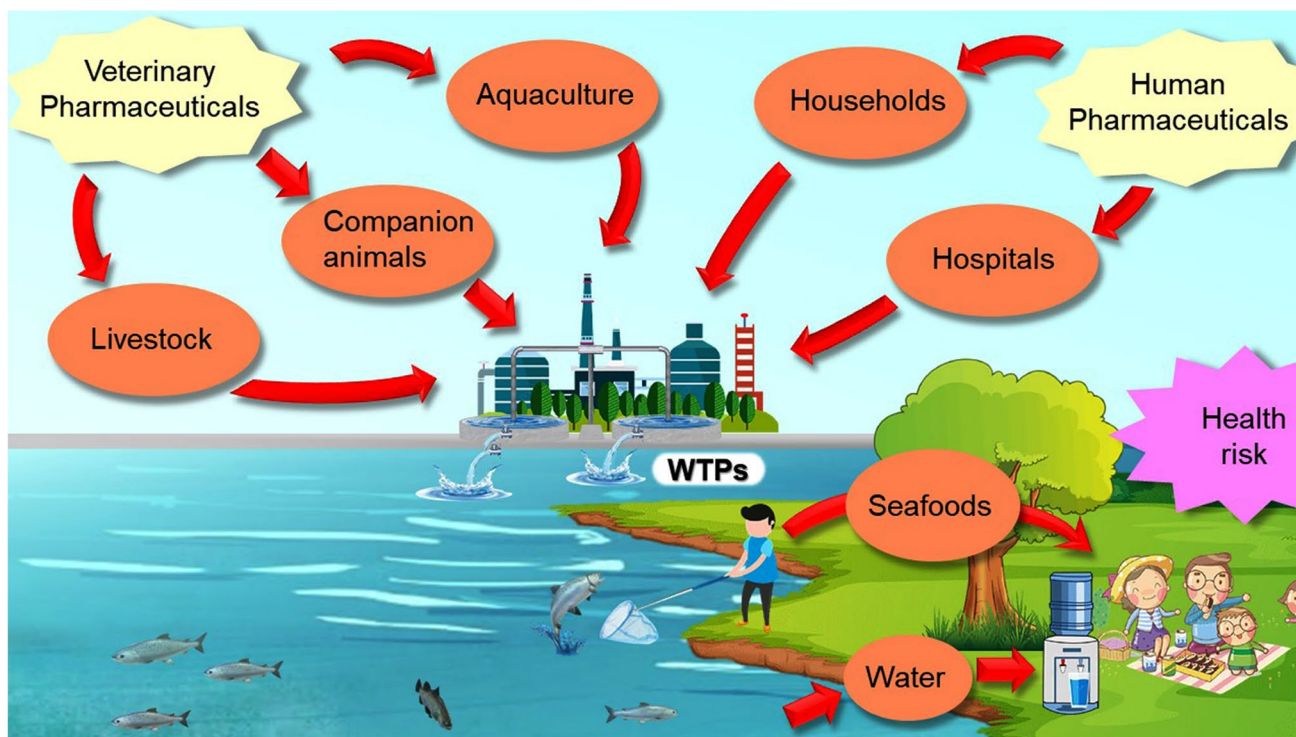 Veterinary
Pharmaceuticals
Aquaculture
Households
Human
Pharmaceuticals
Companion
animals
Hospitals
Livestock
Health
risk
WTPs
Seafoods
Water